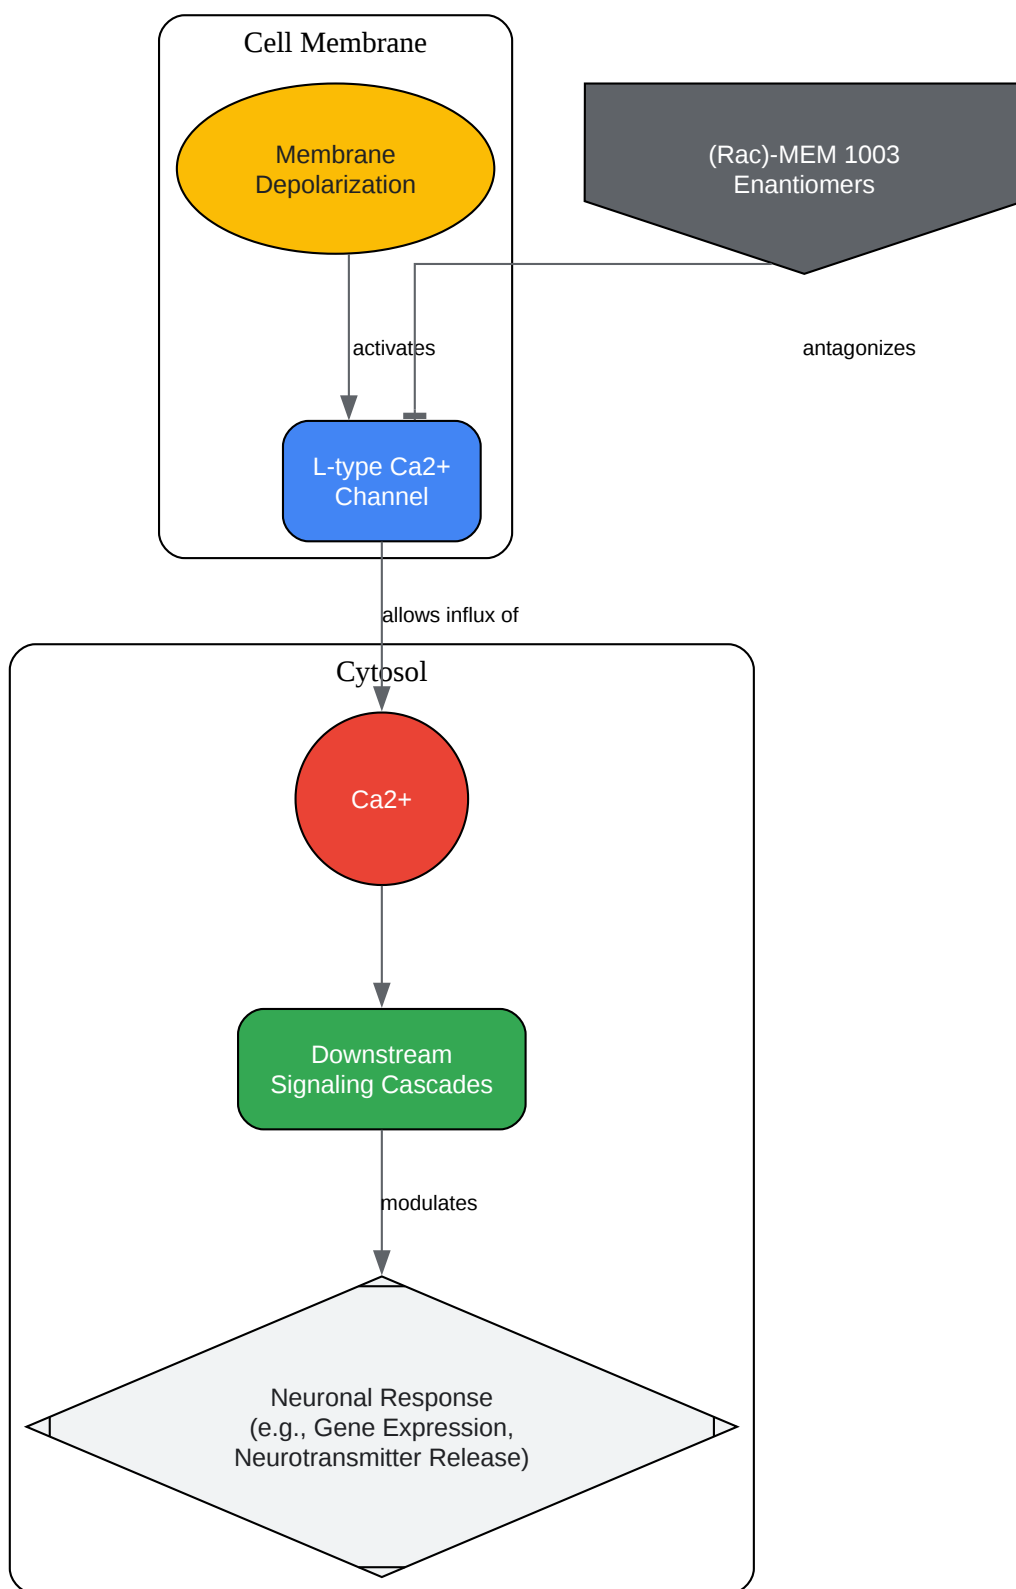 Cell Membrane
Membrane
Depolarization
(Rac)-MEM 1003
Enantiomers
activates
antagonizes
L-type Ca2+
Channel
allows influx of
Cytosol
Ca2+
Downstream
Signaling Cascades
modulates
Neuronal Response
(e.g., Gene Expression,
Neurotransmitter Release)